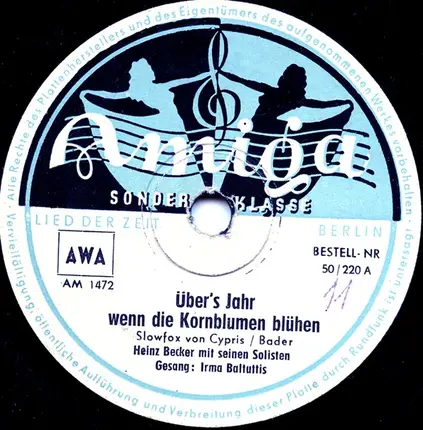 Alle Rechte des Plattenherstellers und des Eigentümers des aufgenommenen Werkes vorbehalten · Vervielfältigung, öffentliche Aufführung und Verbreitung dieser Platte durch Rundfunk ist untersagt ·
Amiga
SONDER KLASSE
LIED DER ZEIT
BERLIN
AWA
BESTELL-NR
50/220 A
AM 1472
11
Über's Jahr
wenn die Kornblumen blühen
Slowfox von Cypris / Bader
Heinz Becker mit seinen Solisten
Gesang: Irma Baltuttis